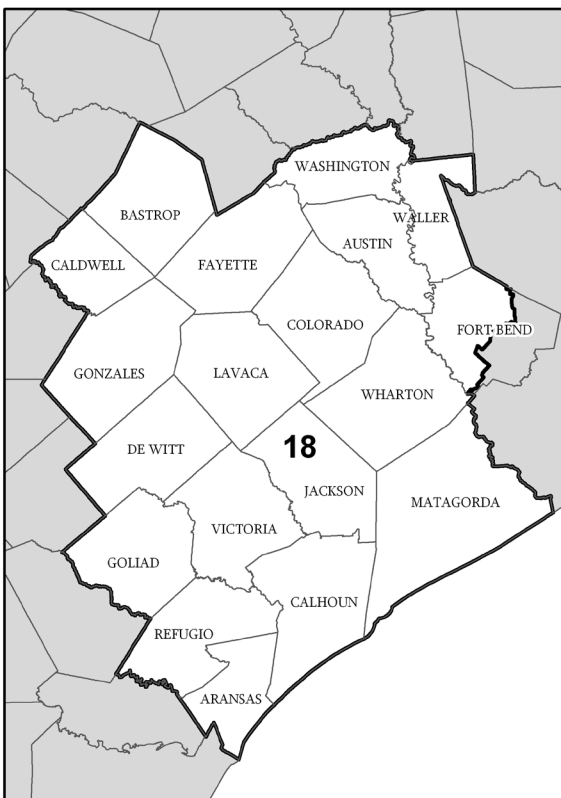 WASHINGTON
BASTROP
WALLER
AUSTIN
CALDWELL
FAYETTE
COLORADO
FORT BEND
GONZALES
LAVACA
WHARTON
DE WITT
18
JACKSON
MATAGORDA
VICTORIA
GOLIAD
CALHOUN
REFUGIO
ARANSAS